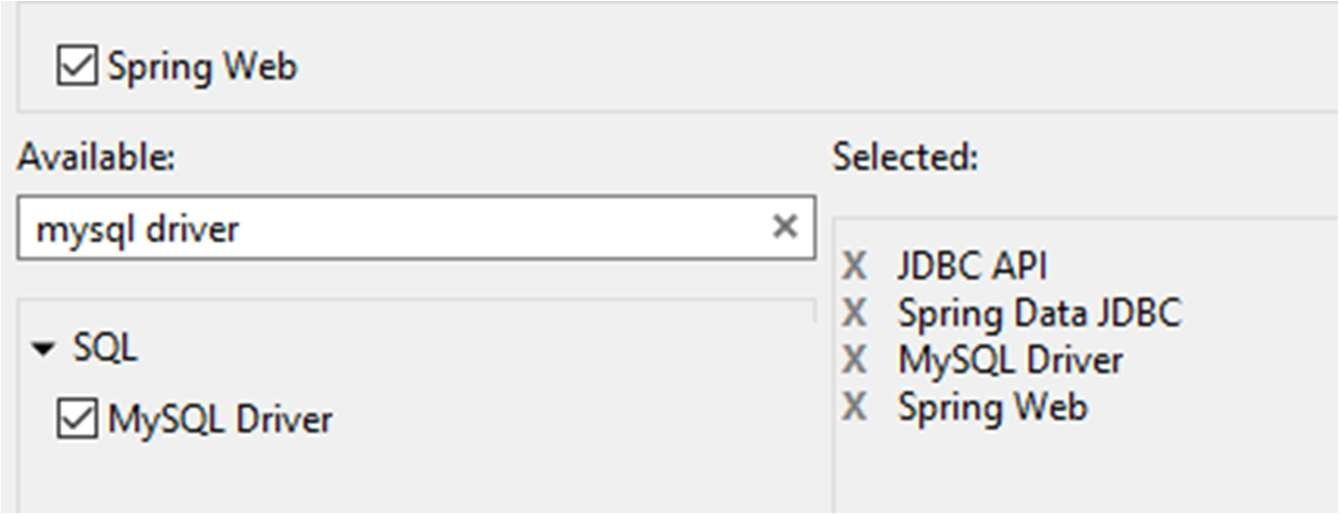 Spring Web
Available:
mysql driver
SQL
MySQL Driver
Selected:
X JDBC API
X Spring Data JDBC
X MySQL Driver
X Spring Web